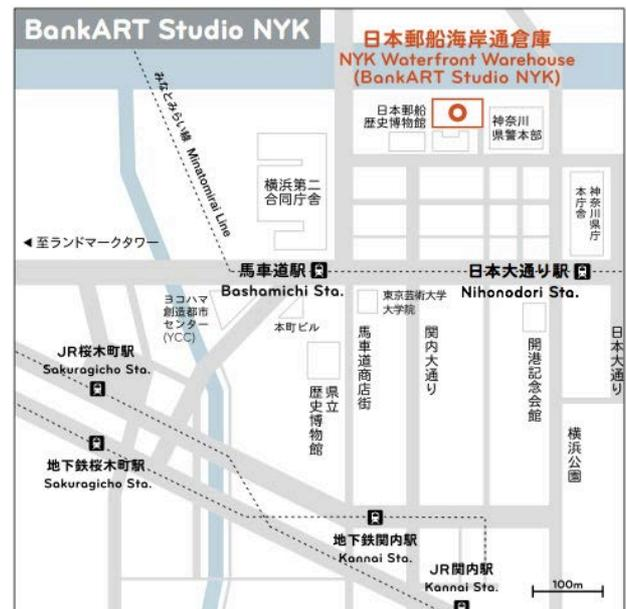 BankART Studio NYK
日本郵船海岸通倉庫
NYK Waterfront Warehouse
(BankART Studio NYK)
みなとみらい線 Minatomirai Line
日本郵船
歴史博物館
神奈川
県警本部
横浜第二
合同庁舎
神奈川県庁
本庁舎
◀ 至ランドマークタワー
馬車道駅
Bashamichi Sta.
日本大通り駅
Nihonodori Sta.
ヨコハマ
創造都市
センター
(YCC)
本町ビル
東京芸術大学
大学院
JR桜木町駅
Sakuragicho Sta.
県立
歴史博物館
馬車道商店街
関内大通り
開港記念会館
日本大通り
横浜公園
地下鉄桜木町駅
Sakuragicho Sta.
地下鉄関内駅
Kannai Sta.
JR関内駅
Kannai Sta.
100m